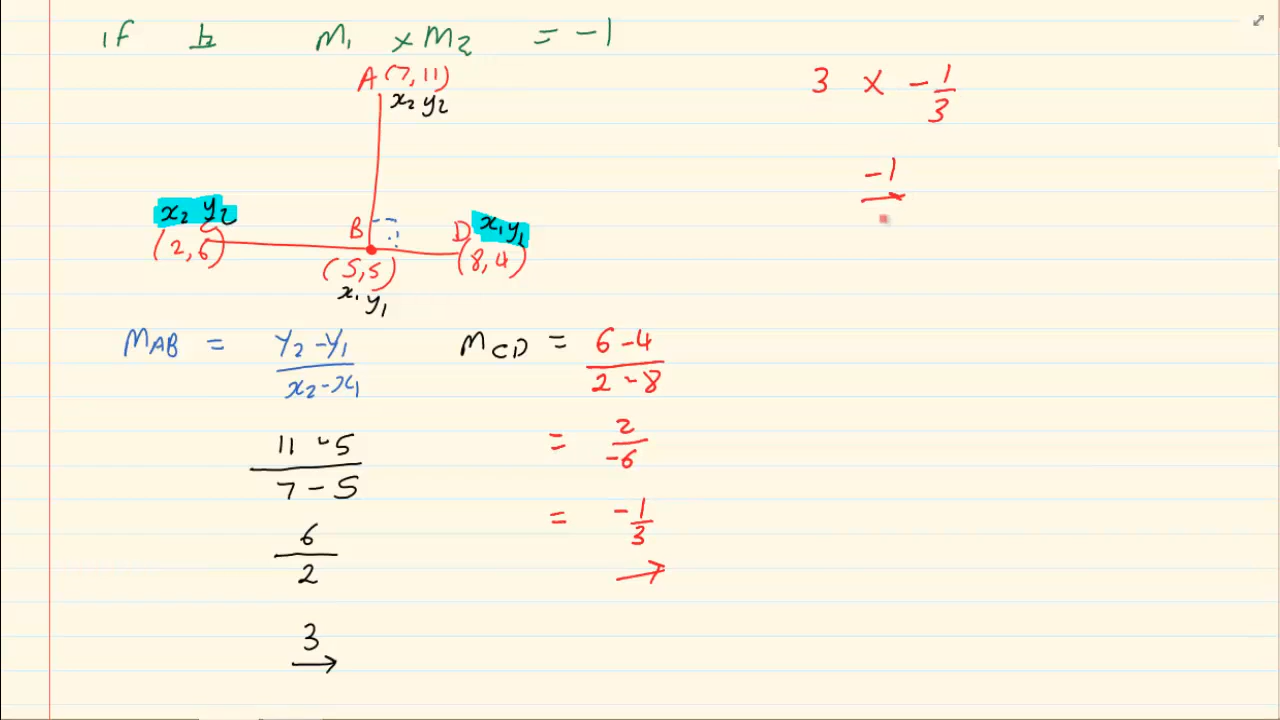 if ⊥ M₁ × M₂ = -1
A (7, 11)
x₂ y₂
3 × -1/3
-1
x₂ y₂
C
(2, 6)
B
(5, 5)
x₁ y₁
D
x₁ y₁
(8, 4)
M_AB = (y₂ - y₁)/(x₂ - x₁)
(11 - 5)/(7 - 5)
6/2
3
M_CD = (6 - 4)/(2 - 8)
= 2/-6
= -1/3